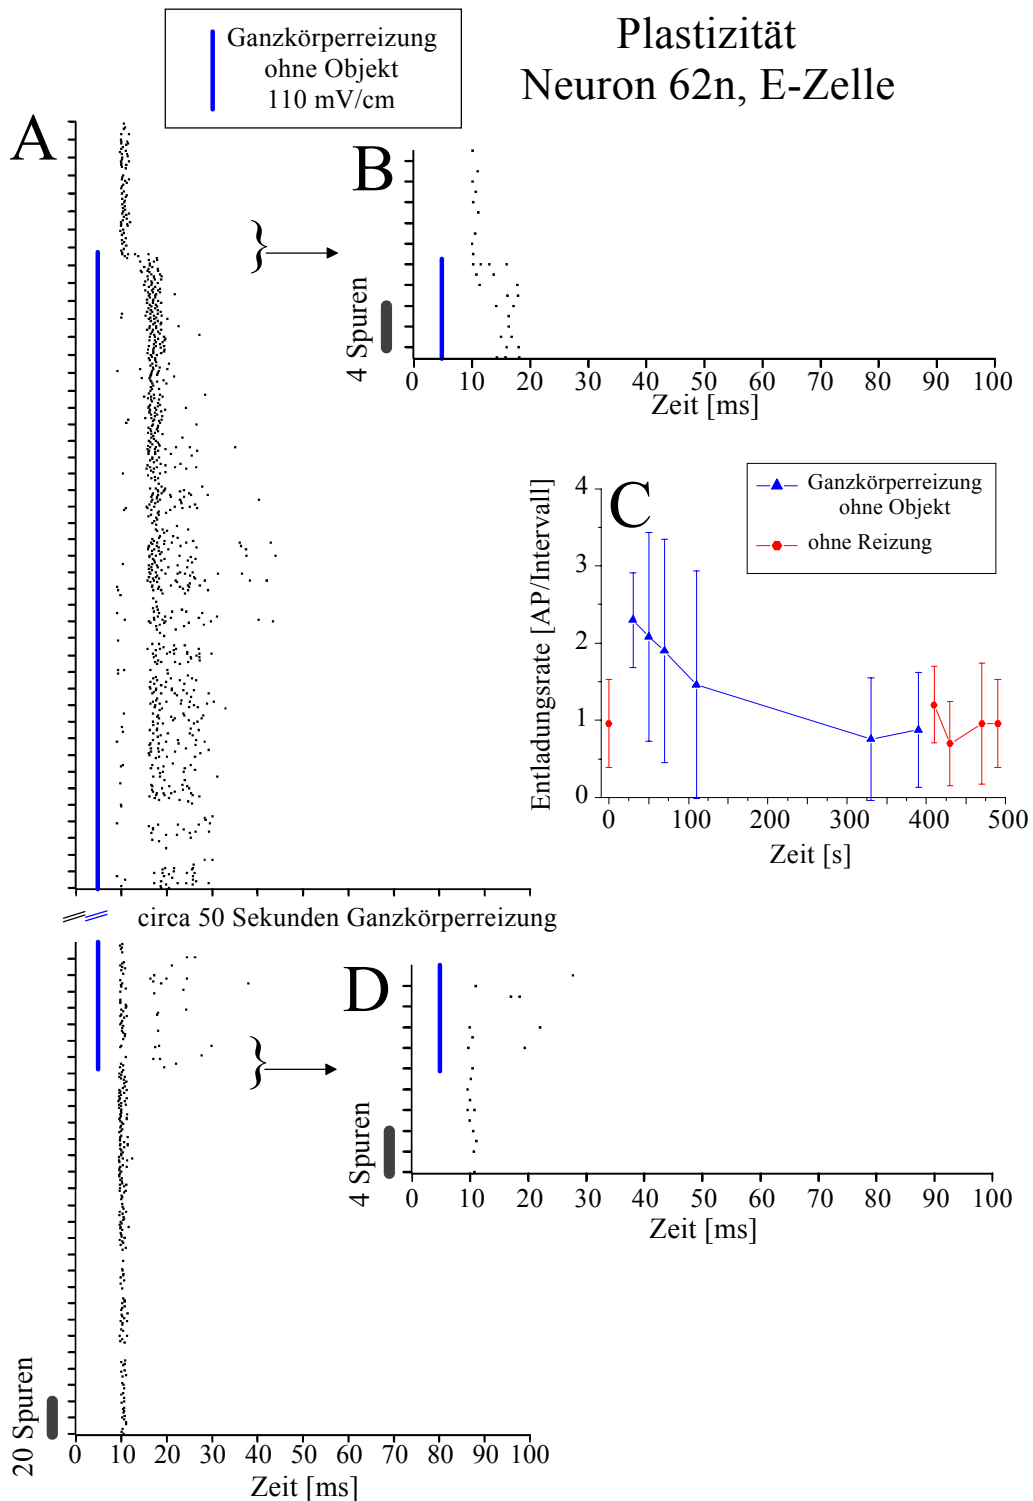 Ganzkörperreizung
ohne Objekt
110 mV/cm
Plastizität
Neuron 62n, E-Zelle
A
B
4 Spuren
0 10 20 30 40 50 60 70 80 90 100
Zeit [ms]
C
Entladungsrate [AP/Intervall]
4
3
2
1
0
Ganzkörperreizung
ohne Objekt
ohne Reizung
0 100 200 300 400 500
Zeit [s]
circa 50 Sekunden Ganzkörperreizung
D
4 Spuren
0 10 20 30 40 50 60 70 80 90 100
Zeit [ms]
20 Spuren
0 10 20 30 40 50 60 70 80 90 100
Zeit [ms]